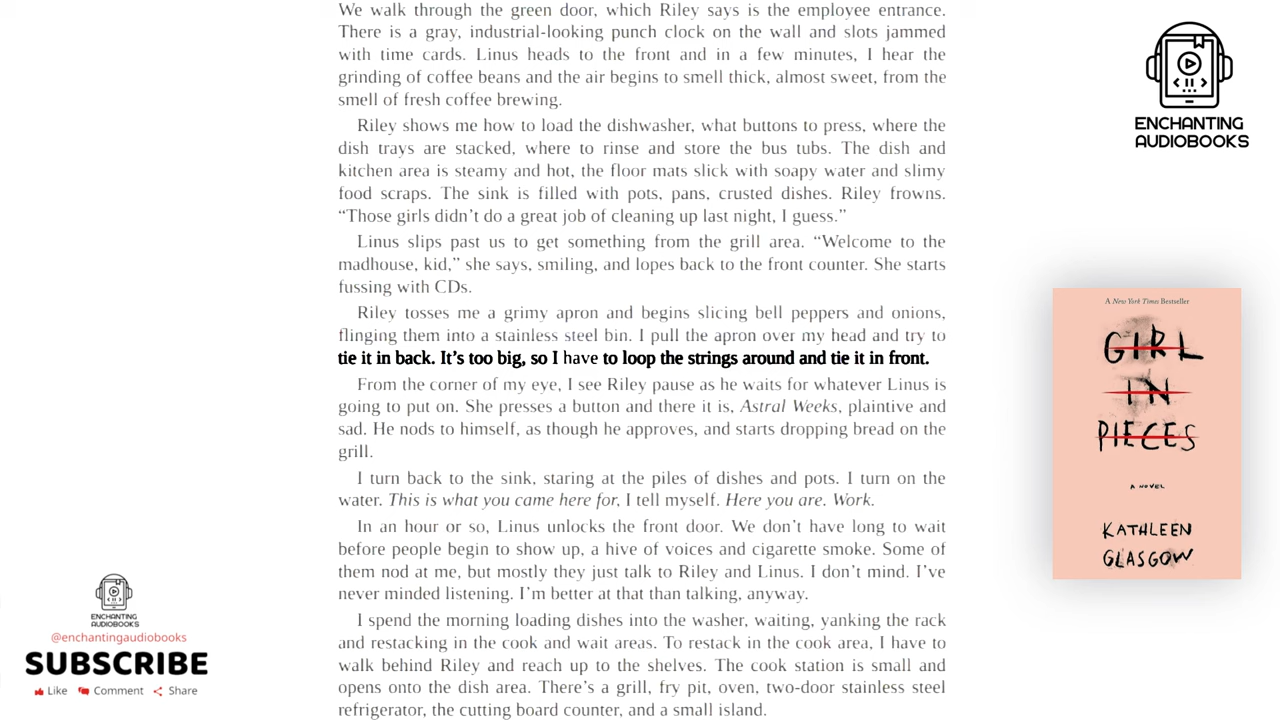 We walk through the green door, which Riley says is the employee entrance.
There is a gray, industrial-looking punch clock on the wall and slots jammed
with time cards. Linus heads to the front and in a few minutes, I hear the
grinding of coffee beans and the air begins to smell thick, almost sweet, from the
smell of fresh coffee brewing.
Riley shows me how to load the dishwasher, what buttons to press, where the
dish trays are stacked, where to rinse and store the bus tubs. The dish and
kitchen area is steamy and hot, the floor mats slick with soapy water and slimy
food scraps. The sink is filled with pots, pans, crusted dishes. Riley frowns.
“Those girls didn’t do a great job of cleaning up last night, I guess.”
Linus slips past us to get something from the grill area. “Welcome to the
madhouse, kid,” she says, smiling, and lopes back to the front counter. She starts
fussing with CDs.
Riley tosses me a grimy apron and begins slicing bell peppers and onions,
flinging them into a stainless steel bin. I pull the apron over my head and try to
tie it in back. It’s too big, so I have to loop the strings around and tie it in front.
From the corner of my eye, I see Riley pause as he waits for whatever Linus is
going to put on. She presses a button and there it is, Astral Weeks, plaintive and
sad. He nods to himself, as though he approves, and starts dropping bread on the
grill.
I turn back to the sink, staring at the piles of dishes and pots. I turn on the
water. This is what you came here for, I tell myself. Here you are. Work.
In an hour or so, Linus unlocks the front door. We don’t have long to wait
before people begin to show up, a hive of voices and cigarette smoke. Some of
them nod at me, but mostly they just talk to Riley and Linus. I don’t mind. I’ve
never minded listening. I’m better at that than talking, anyway.
I spend the morning loading dishes into the washer, waiting, yanking the rack
and restacking in the cook and wait areas. To restack in the cook area, I have to
walk behind Riley and reach up to the shelves. The cook station is small and
opens onto the dish area. There’s a grill, fry pit, oven, two-door stainless steel
refrigerator, the cutting board counter, and a small island.
ENCHANTING
AUDIOBOOKS
A New York Times Bestseller
GIRL
IN
PIECES
A NOVEL
KATHLEEN
GLASGOW
ENCHANTING
AUDIOBOOKS
@enchantingaudiobooks
SUBSCRIBE
Like Comment Share